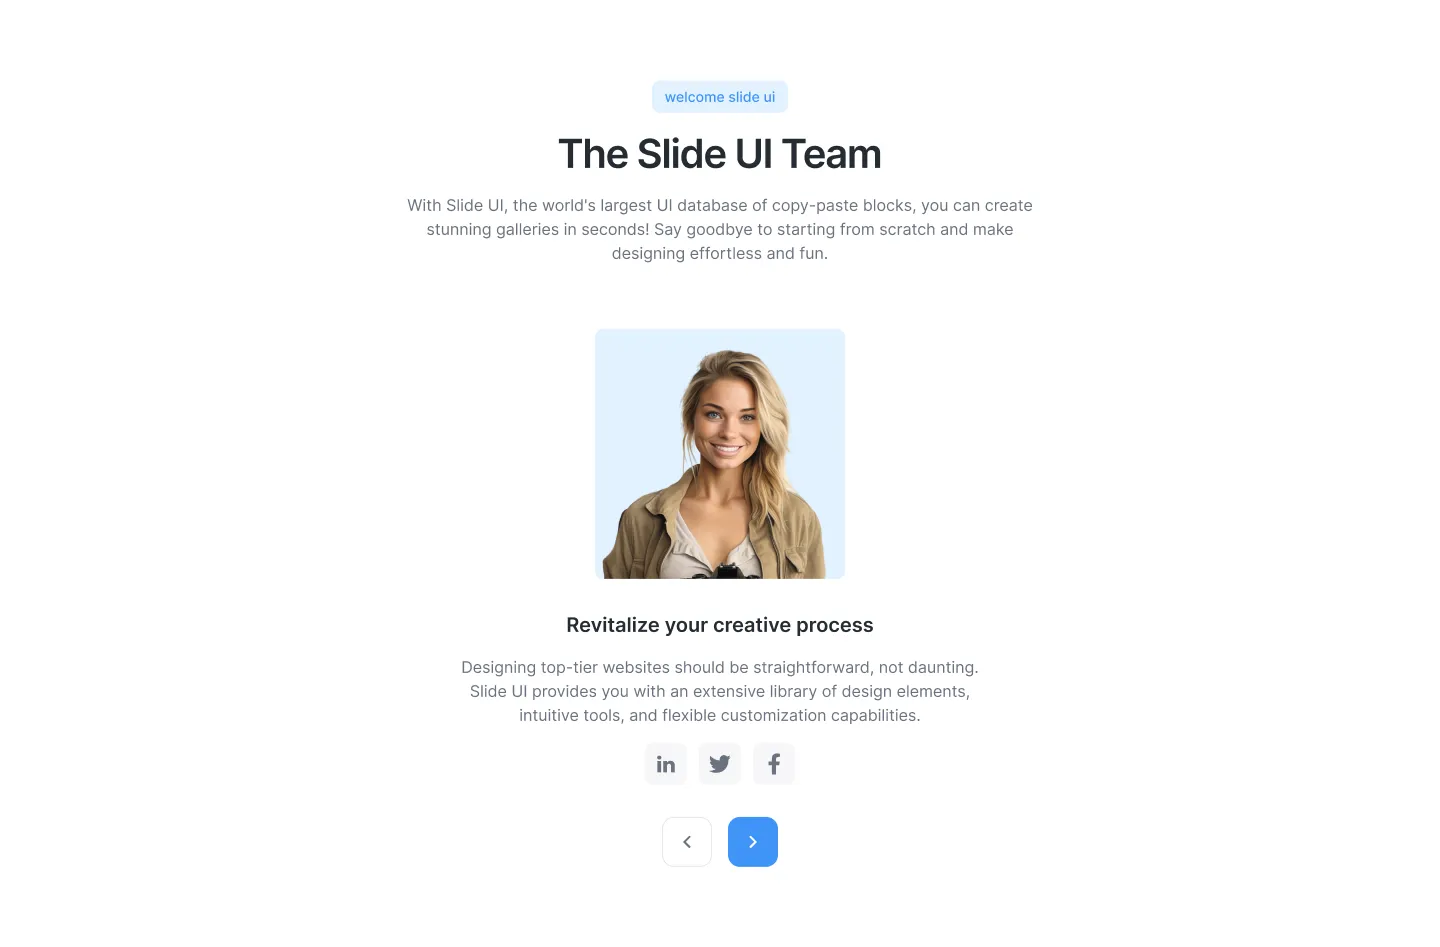 welcome slide ui
The Slide UI Team
With Slide UI, the world's largest UI database of copy-paste blocks, you can create
stunning galleries in seconds! Say goodbye to starting from scratch and make
designing effortless and fun.
Revitalize your creative process
Designing top-tier websites should be straightforward, not daunting.
Slide UI provides you with an extensive library of design elements,
intuitive tools, and flexible customization capabilities.